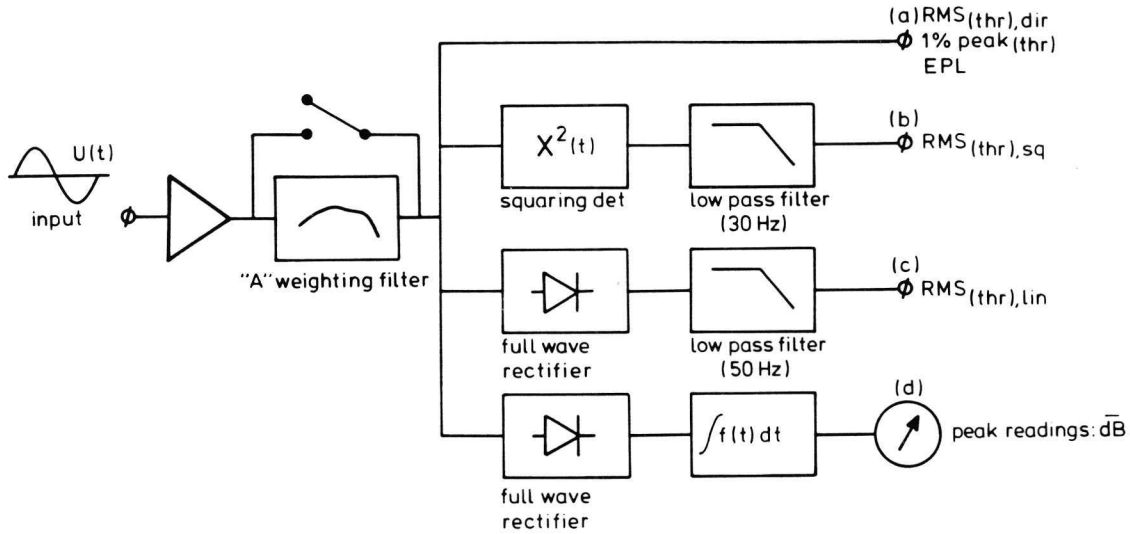 (a) RMS(thr),dir
1% peak(thr)
EPL
U(t)
input
"A" weighting filter
X²(t)
squaring det
low pass filter
(30 Hz)
(b)
RMS(thr),sq
full wave
rectifier
low pass filter
(50 Hz)
(c)
RMS(thr),lin
full wave
rectifier
∫f(t) dt
(d)
peak readings: d̅B̅